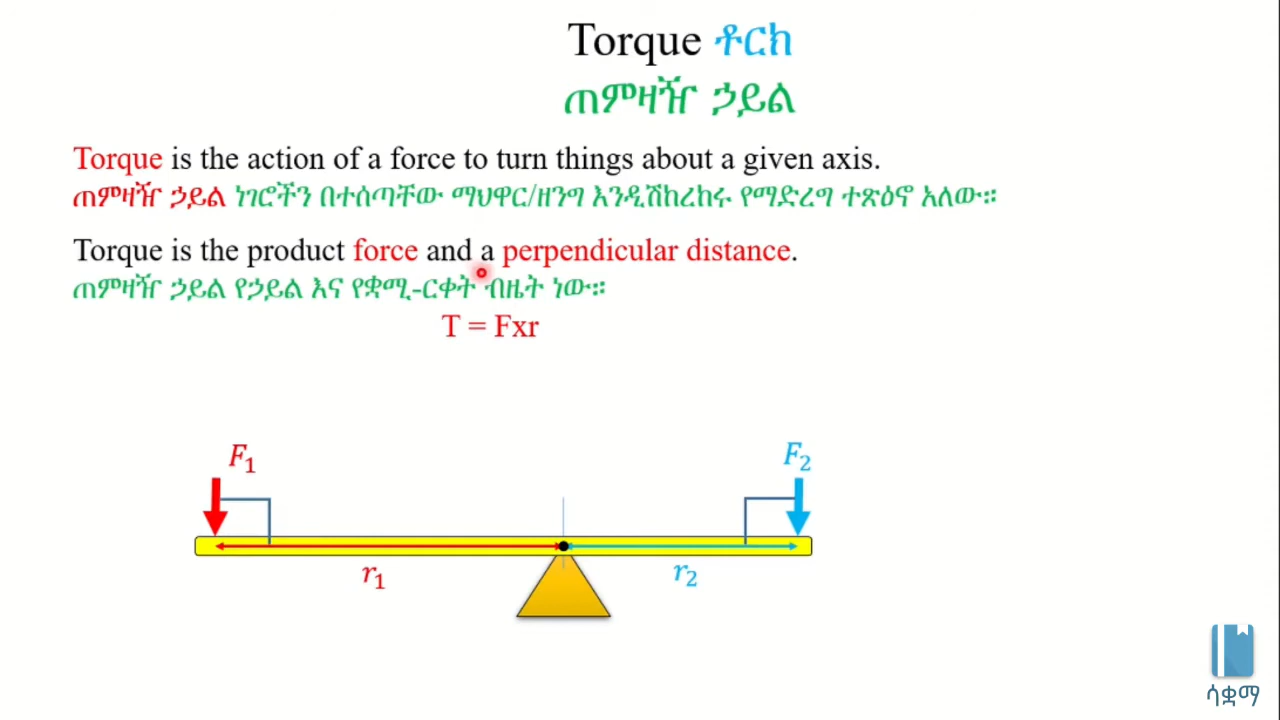 Torque ቶርክ
ጠምዛዥ ኃይል
Torque is the action of a force to turn things about a given axis.
ጠምዛዥ ኃይል ነገሮችን በተሰጣቸው ማህዋር/ዘንግ እንዲሽከረከሩ የማድረግ ተጽዕኖ አለው።
Torque is the product force and a perpendicular distance.
ጠምዛዥ ኃይል የኃይል እና የቋሚ-ርቀት ብዜት ነው።
T = Fxr
F₁
F₂
r₁
r₂
ሳቋማ